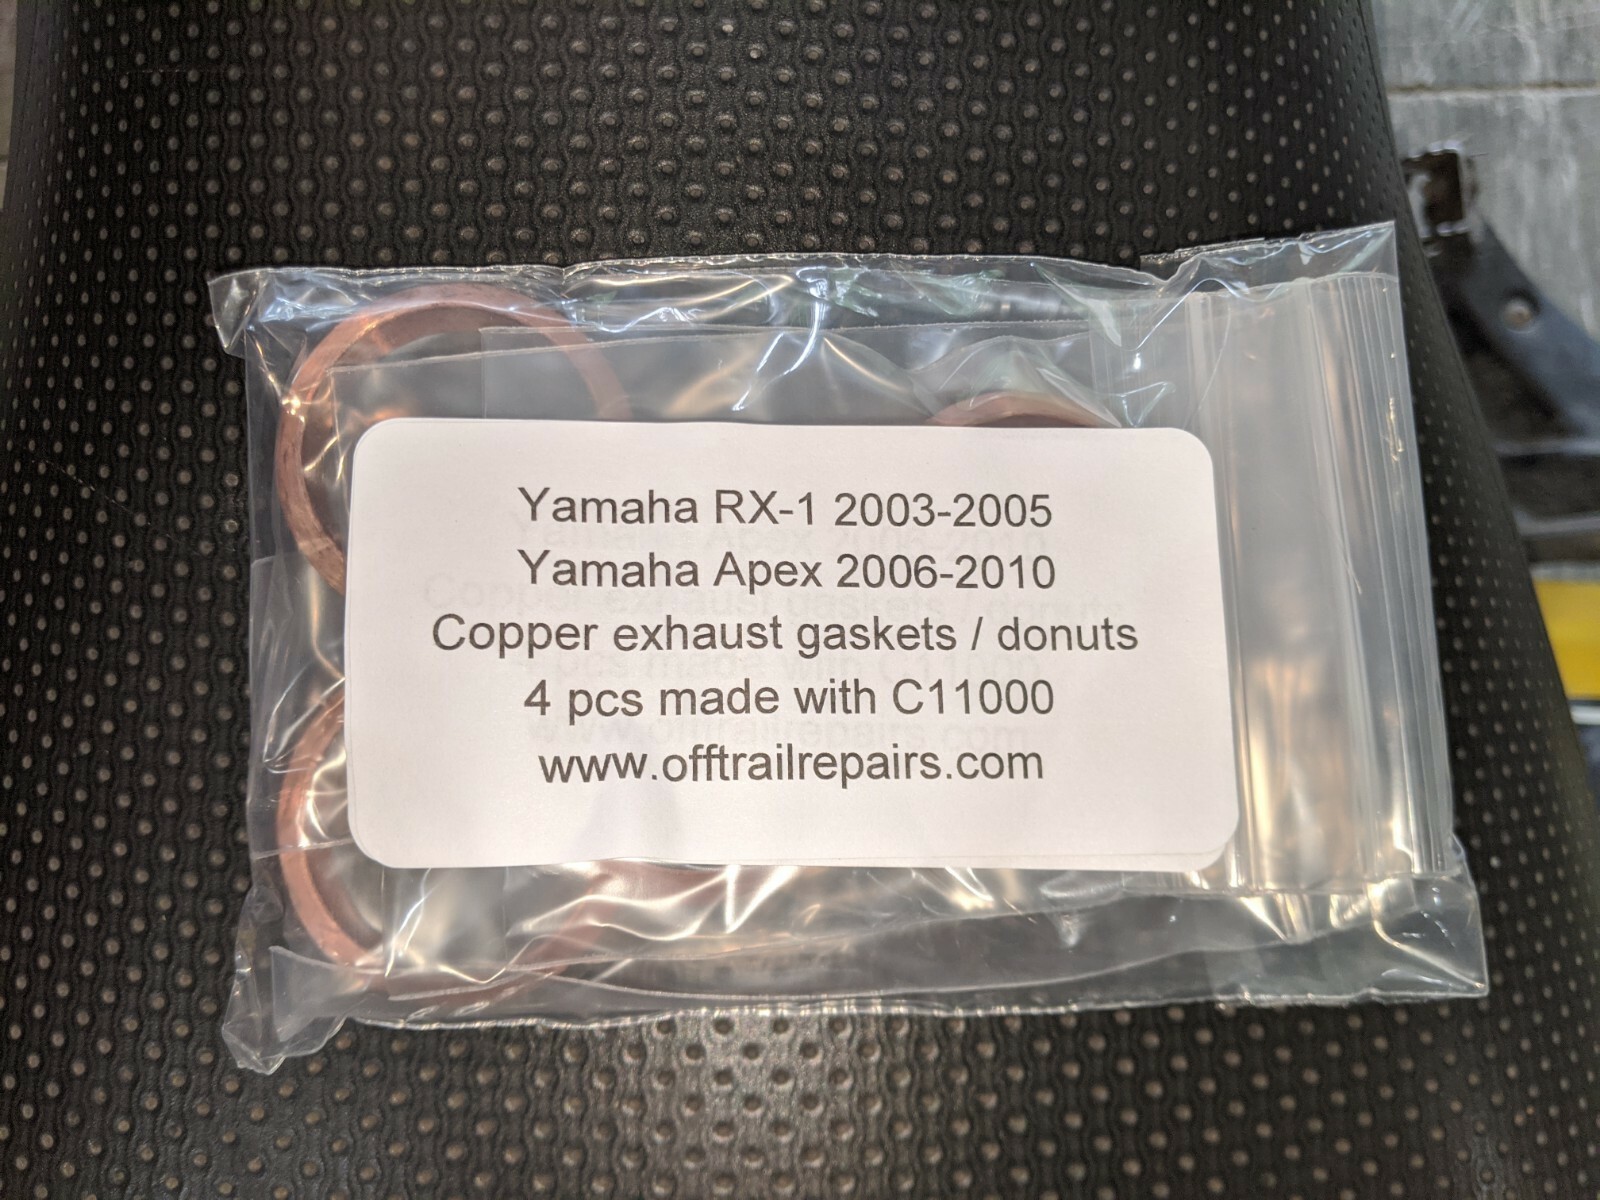 Yamaha RX-1 2003-2005
Yamaha Apex 2006-2010
Copper exhaust gaskets / donuts
4 pcs made with C11000
www.offtrailrepairs.com